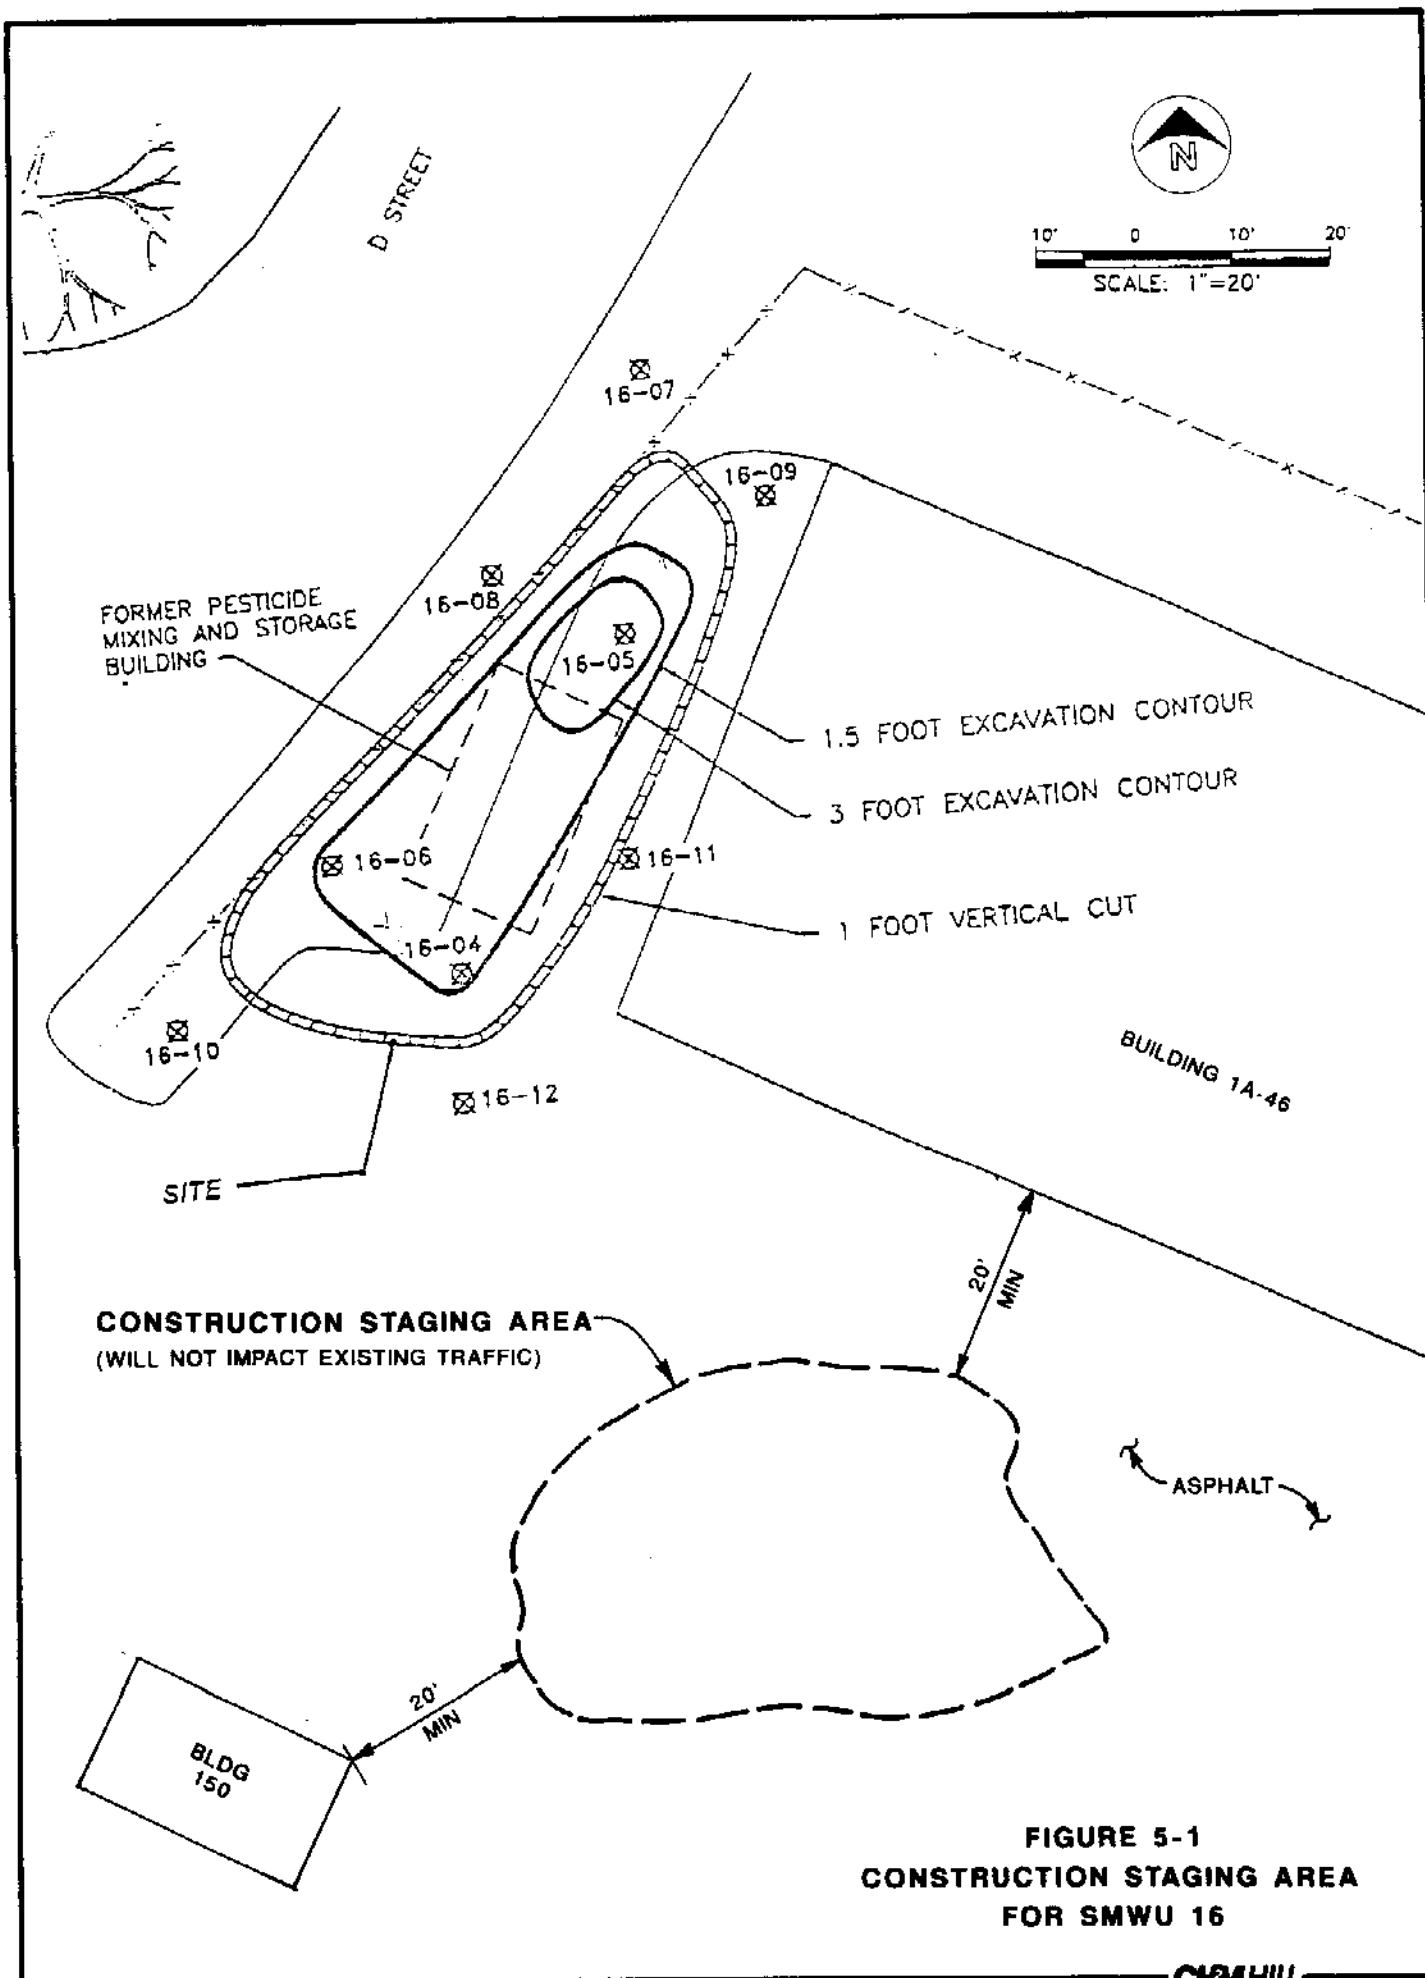 D STREET
N
10' 0 10' 20'
SCALE: 1"=20'
16-07
16-09
16-08
FORMER PESTICIDE
MIXING AND STORAGE
BUILDING
16-05
1.5 FOOT EXCAVATION CONTOUR
3 FOOT EXCAVATION CONTOUR
16-06
16-11
1 FOOT VERTICAL CUT
16-04
16-10
BUILDING 1A-46
16-12
SITE
20'
MIN
CONSTRUCTION STAGING AREA
(WILL NOT IMPACT EXISTING TRAFFIC)
ASPHALT
20'
MIN
BLDG
150
FIGURE 5-1
CONSTRUCTION STAGING AREA
FOR SMWU 16